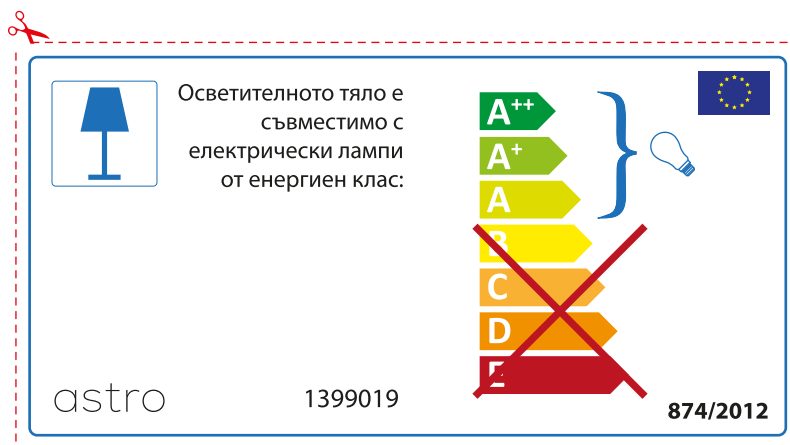 Осветителното тяло е
съвместимо с
електрически лампи
от енергиен клас:
A++
A+
A
B
C
D
E
astro
1399019
874/2012